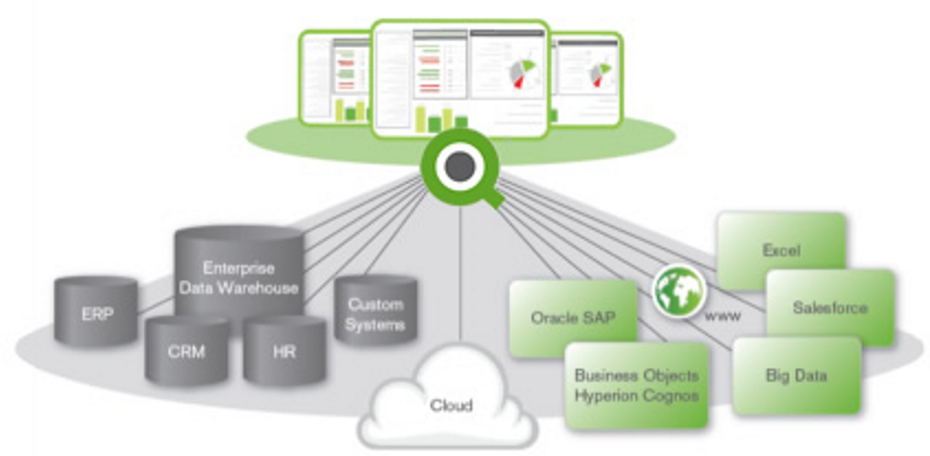 Enterprise
Data Warehouse
ERP
CRM
HR
Custom
Systems
Cloud
Oracle SAP
Business Objects
Hyperion Cognos
www
Excel
Salesforce
Big Data